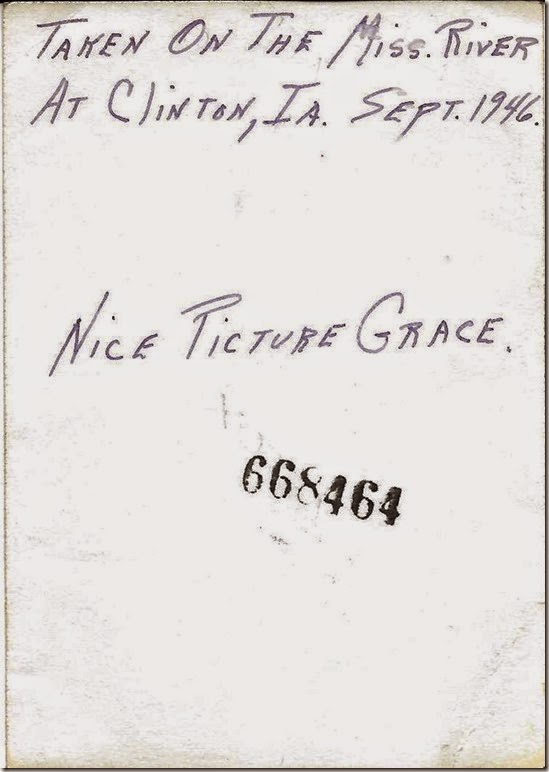 TAKEN ON THE MISS. RIVER
AT CLINTON, IA. SEPT. 1946.
NICE PICTURE GRACE.
668464